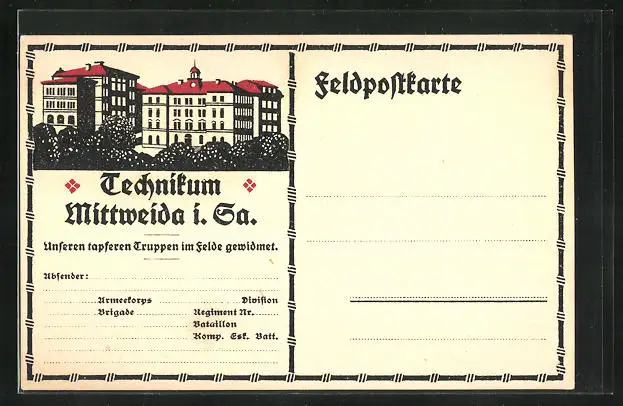 Feldpostkarte
Technikum
Mittweida i. Sa.
Unseren tapferen Truppen im Felde gewidmet.
Absender:
Armeekorps Division
Brigade Regiment Nr.
Bataillon
Komp. Esk. Batt.